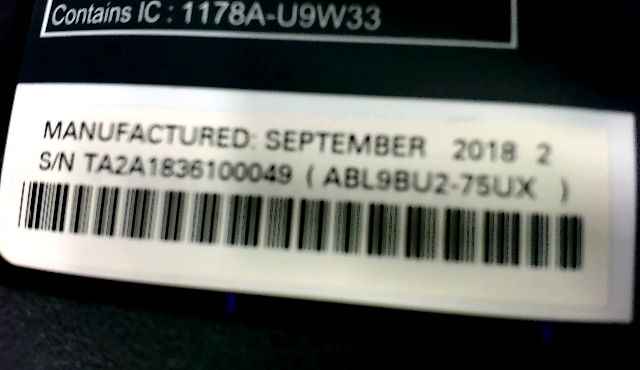 Contains IC : 1178A-U9W33
MANUFACTURED: SEPTEMBER 2018 2
S/N TA2A1836100049 ( ABL9BU2-75UX )